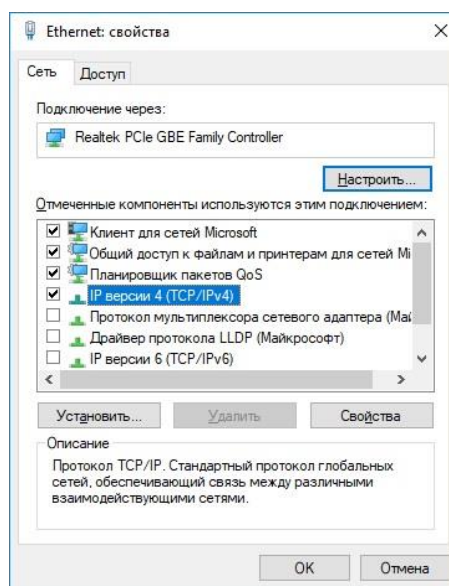 Ethernet: свойства
Сеть
Доступ
Подключение через:
Realtek PCIe GBE Family Controller
Настроить...
Отмеченные компоненты используются этим подключением:
Клиент для сетей Microsoft
Общий доступ к файлам и принтерам для сетей Mi
Планировщик пакетов QoS
IP версии 4 (TCP/IPv4)
Протокол мультиплексора сетевого адаптера (Май
Драйвер протокола LLDP (Майкрософт)
IP версии 6 (TCP/IPv6)
Установить...
Удалить
Свойства
Описание
Протокол TCP/IP. Стандартный протокол глобальных
сетей, обеспечивающий связь между различными
взаимодействующими сетями.
OK
Отмена